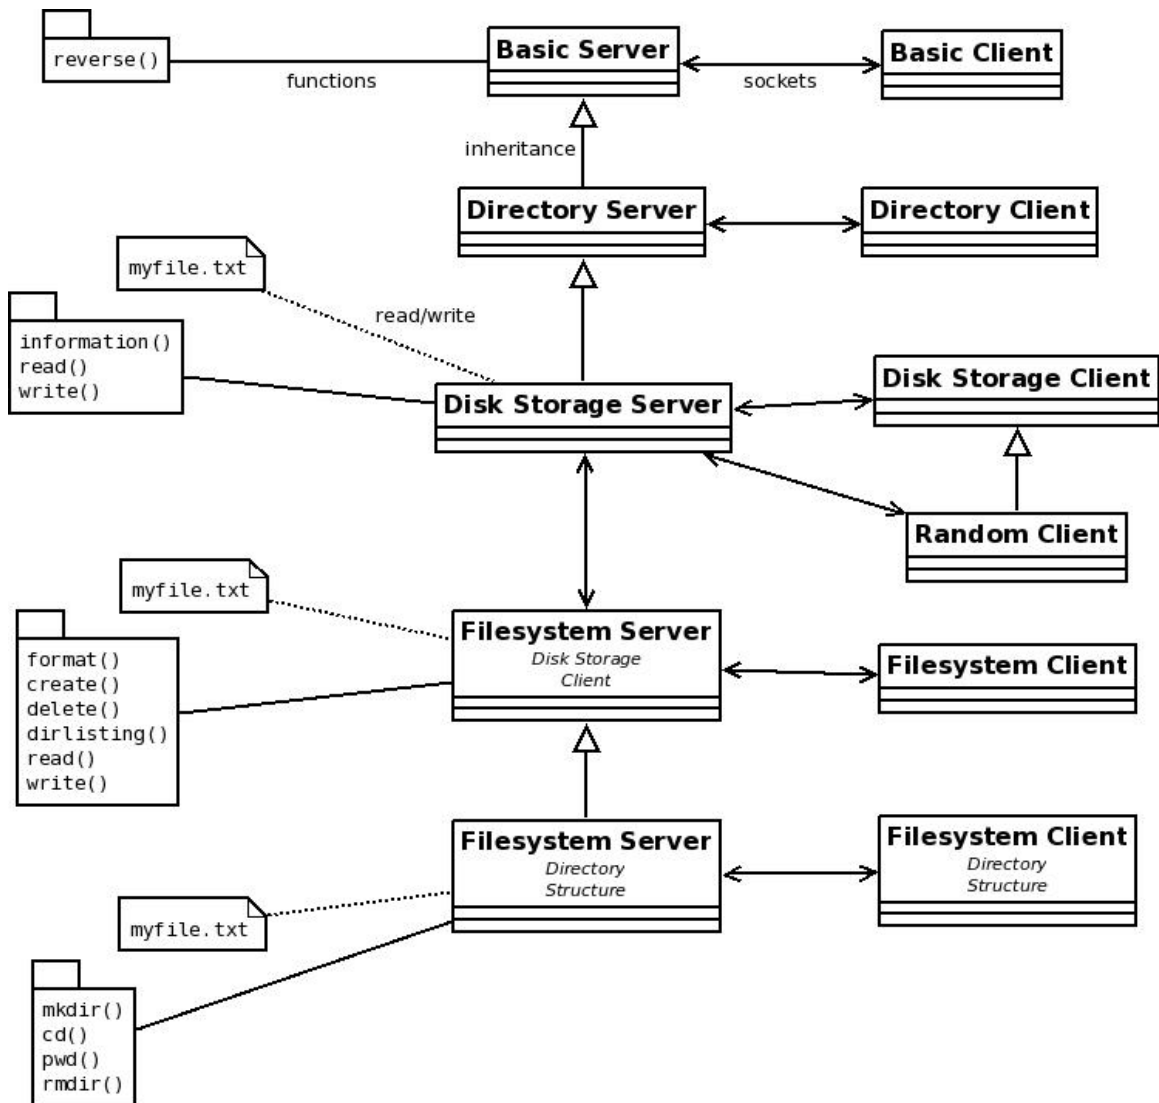 reverse()
functions
Basic Server
sockets
Basic Client
inheritance
Directory Server
Directory Client
myfile.txt
read/write
information()
read()
write()
Disk Storage Server
Disk Storage Client
Random Client
myfile.txt
format()
create()
delete()
dirlisting()
read()
write()
Filesystem Server
Disk Storage
Client
Filesystem Client
Filesystem Server
Directory
Structure
Filesystem Client
Directory
Structure
myfile.txt
mkdir()
cd()
pwd()
rmdir()